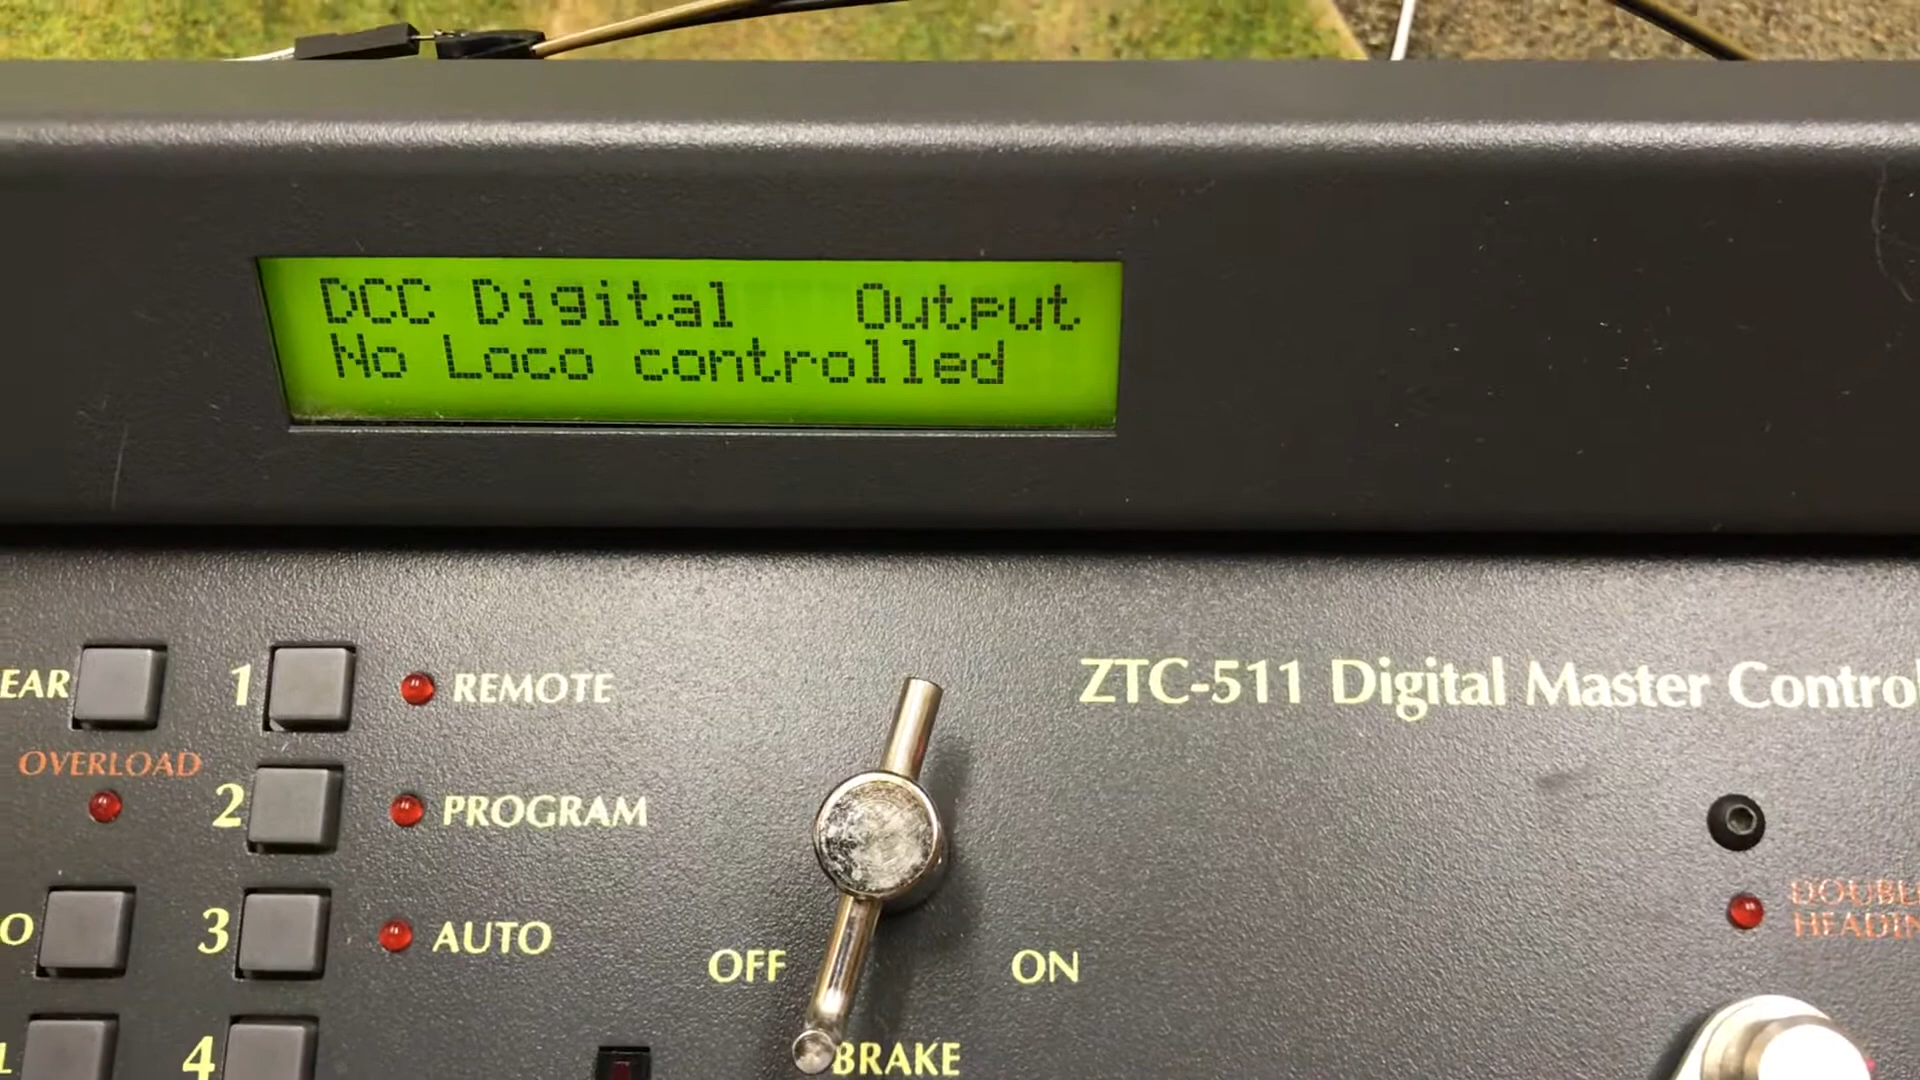 DCC Digital Output
No Loco controlled
ZTC-511 Digital Master Control
EAR 1 REMOTE
OVERLOAD
2 PROGRAM
O 3 AUTO
OFF ON
DOUBL
HEADIN
L 4 BRAKE